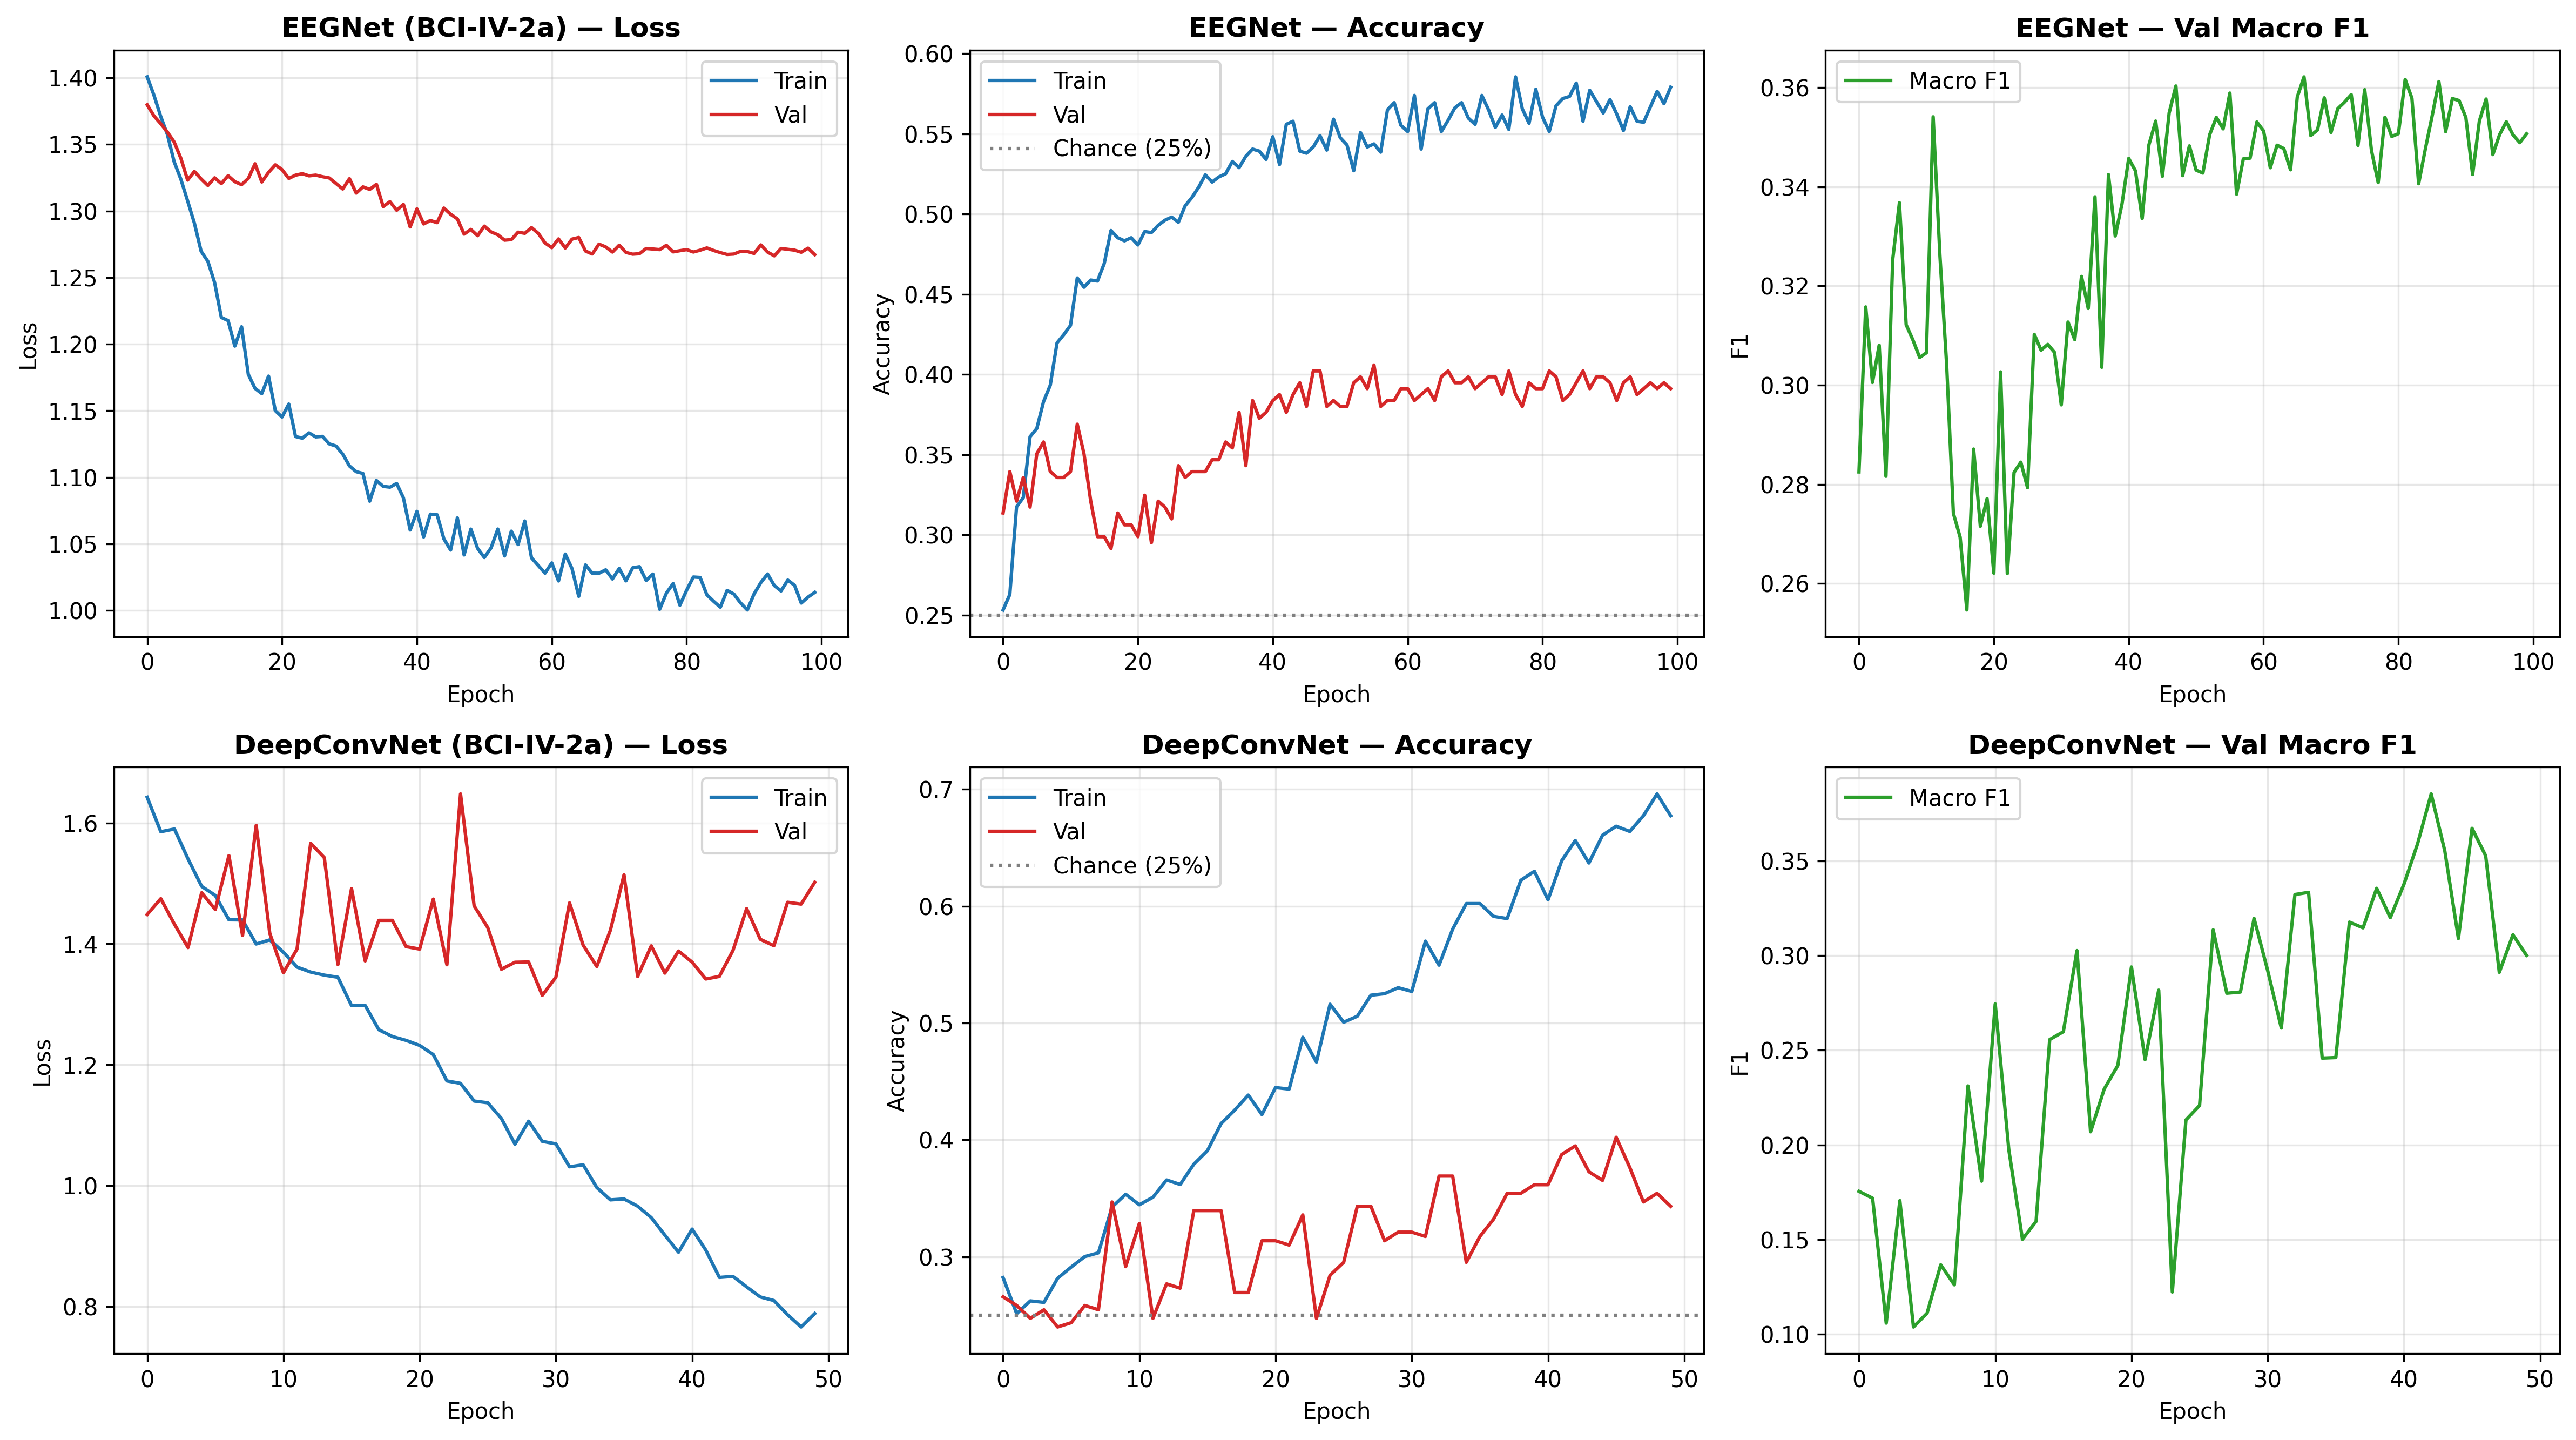 EEGNet (BCI-IV-2a) — Loss
1.40
1.35
1.30
1.25
1.20
1.15
1.10
1.05
1.00
Loss
Train
Val
0 20 40 60 80 100
Epoch
EEGNet — Accuracy
0.60
0.55
0.50
0.45
0.40
0.35
0.30
0.25
Accuracy
Train
Val
Chance (25%)
0 20 40 60 80 100
Epoch
EEGNet — Val Macro F1
0.36
0.34
0.32
0.30
0.28
0.26
F1
Macro F1
0 20 40 60 80 100
Epoch
DeepConvNet (BCI-IV-2a) — Loss
1.6
1.4
1.2
1.0
0.8
Loss
Train
Val
0 10 20 30 40 50
Epoch
DeepConvNet — Accuracy
0.7
0.6
0.5
0.4
0.3
Accuracy
Train
Val
Chance (25%)
0 10 20 30 40 50
Epoch
DeepConvNet — Val Macro F1
0.35
0.30
0.25
0.20
0.15
0.10
F1
Macro F1
0 10 20 30 40 50
Epoch